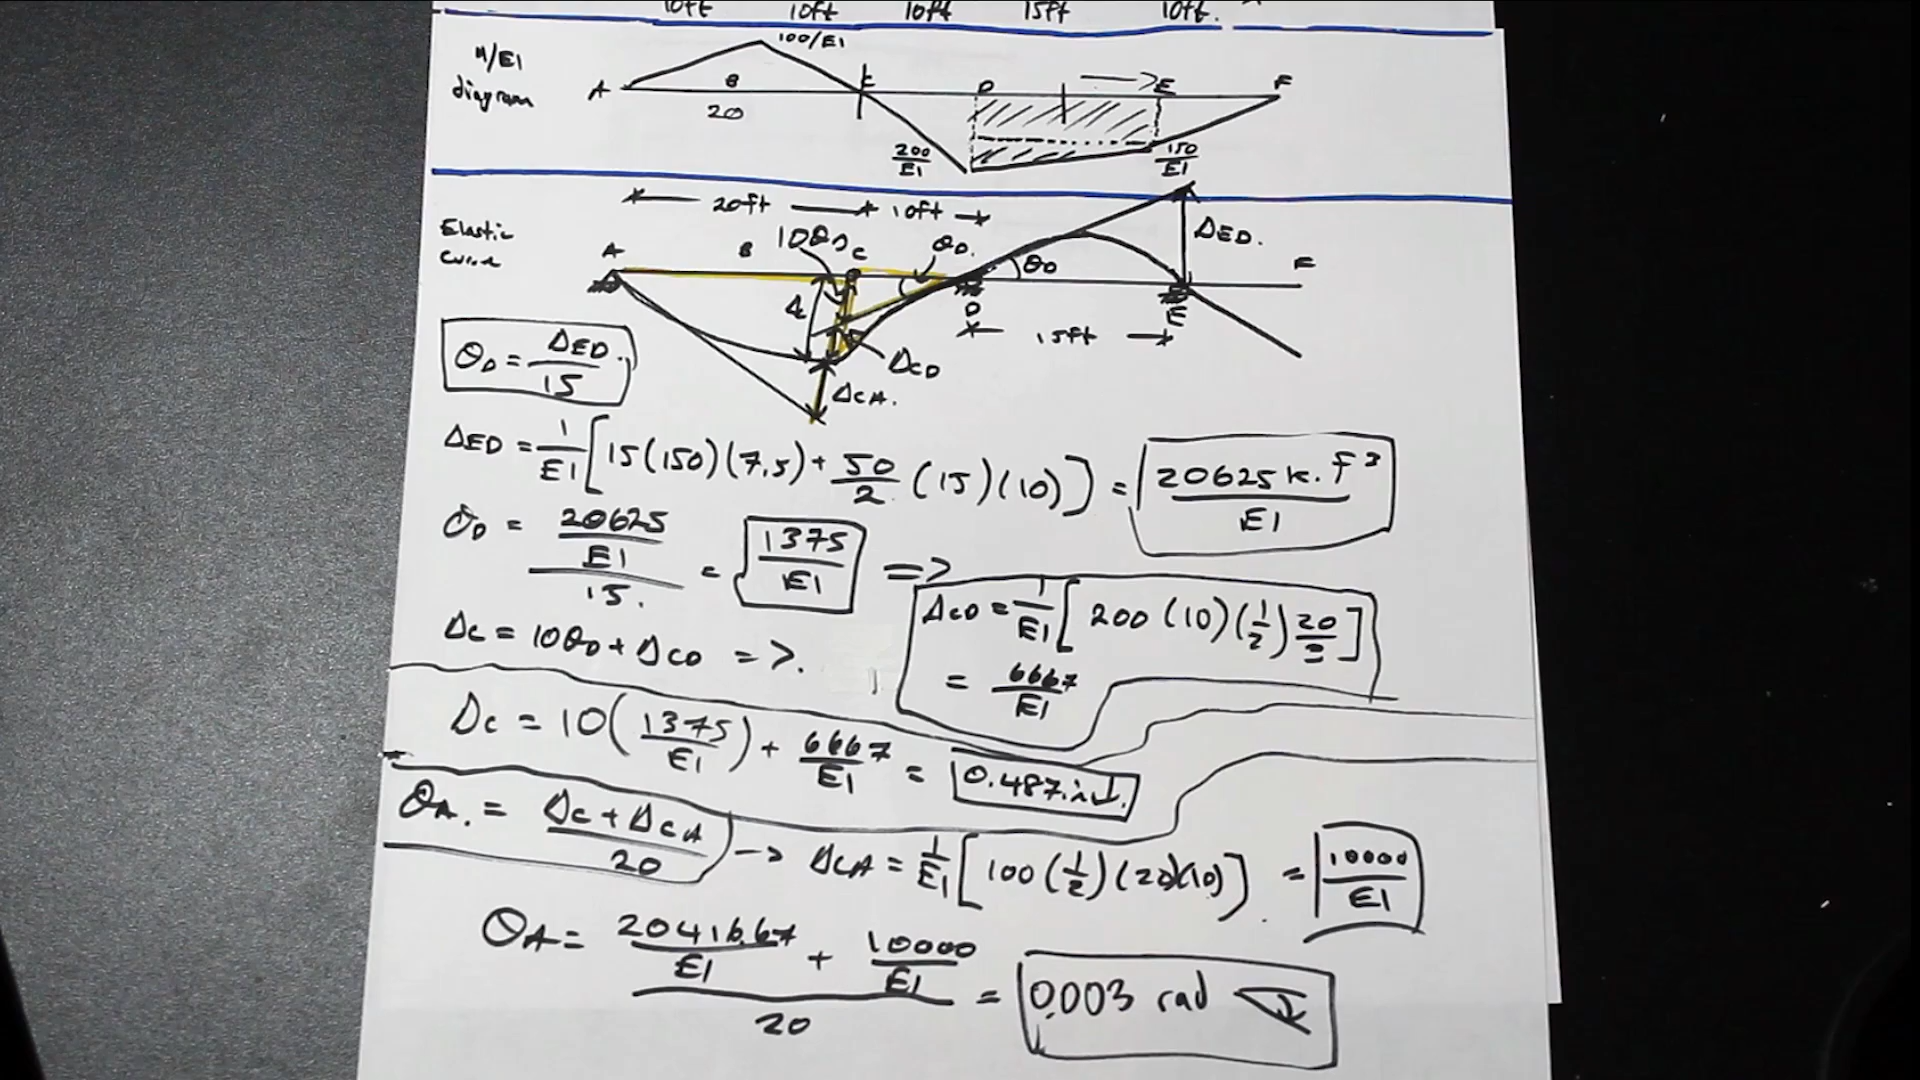 10ft 10ft 10ft 15ft 10ft.
M/EI diagram
100/EI
A B C D E F
20
200/EI
150/EI
Elastic curve
20ft 10ft
A B 10θD C θD. θD ΔED. F
Δc
D E
15ft
ΔCD
ΔCA.
θD = ΔED./15
ΔED = 1/EI [15(150)(7.5) + 50/2 (15)(10)] = 20625 k.f³/EI
θD = 20625/EI / 15. = 1375/EI =>
ΔCD = 1/EI [200(10)(1/2) 20/3]
= 6667/EI
Δc = 10θD + ΔCD =>.
Δc = 10(1375/EI) + 6667/EI = 0.487in↓.
θA. = Δc + ΔCA / 20 -> ΔCA = 1/EI [100(1/2)(20)(10)] = 10000/EI
θA = 20416.67/EI + 10000/EI / 20 = 0.003 rad